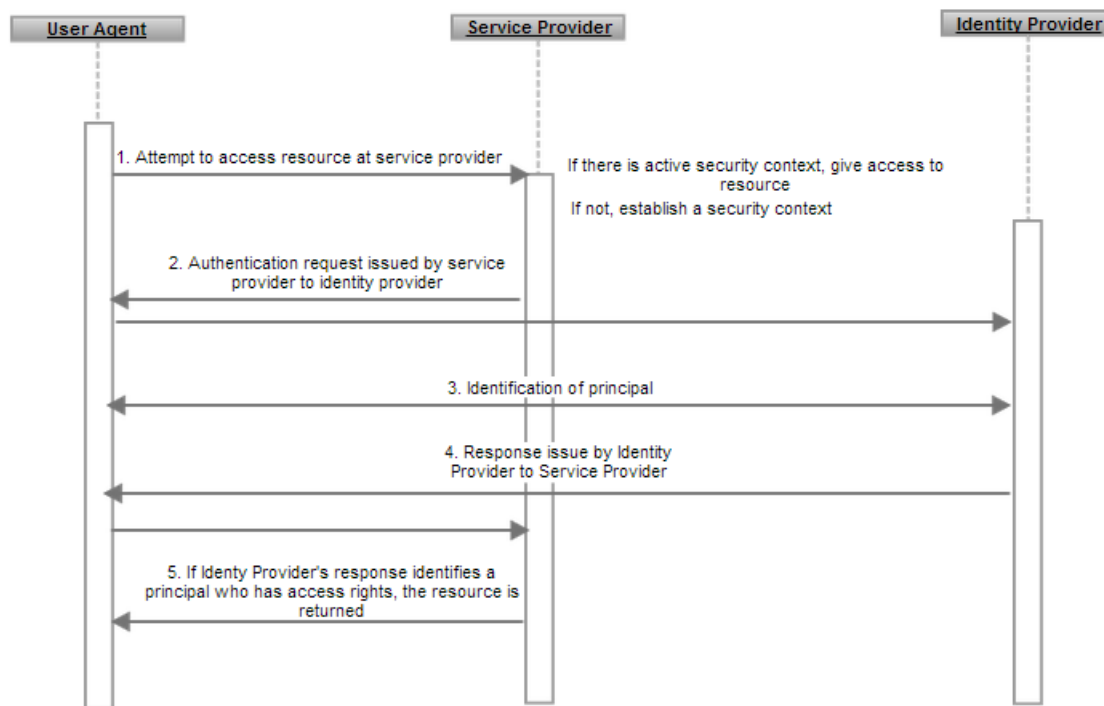 User Agent
Service Provider
Identity Provider
1. Attempt to access resource at service provider
If there is active security context, give access to
resource
If not, establish a security context
2. Authentication request issued by service
provider to identity provider
3. Identification of principal
4. Response issue by Identity
Provider to Service Provider
5. If Identy Provider's response identifies a
principal who has access rights, the resource is
returned